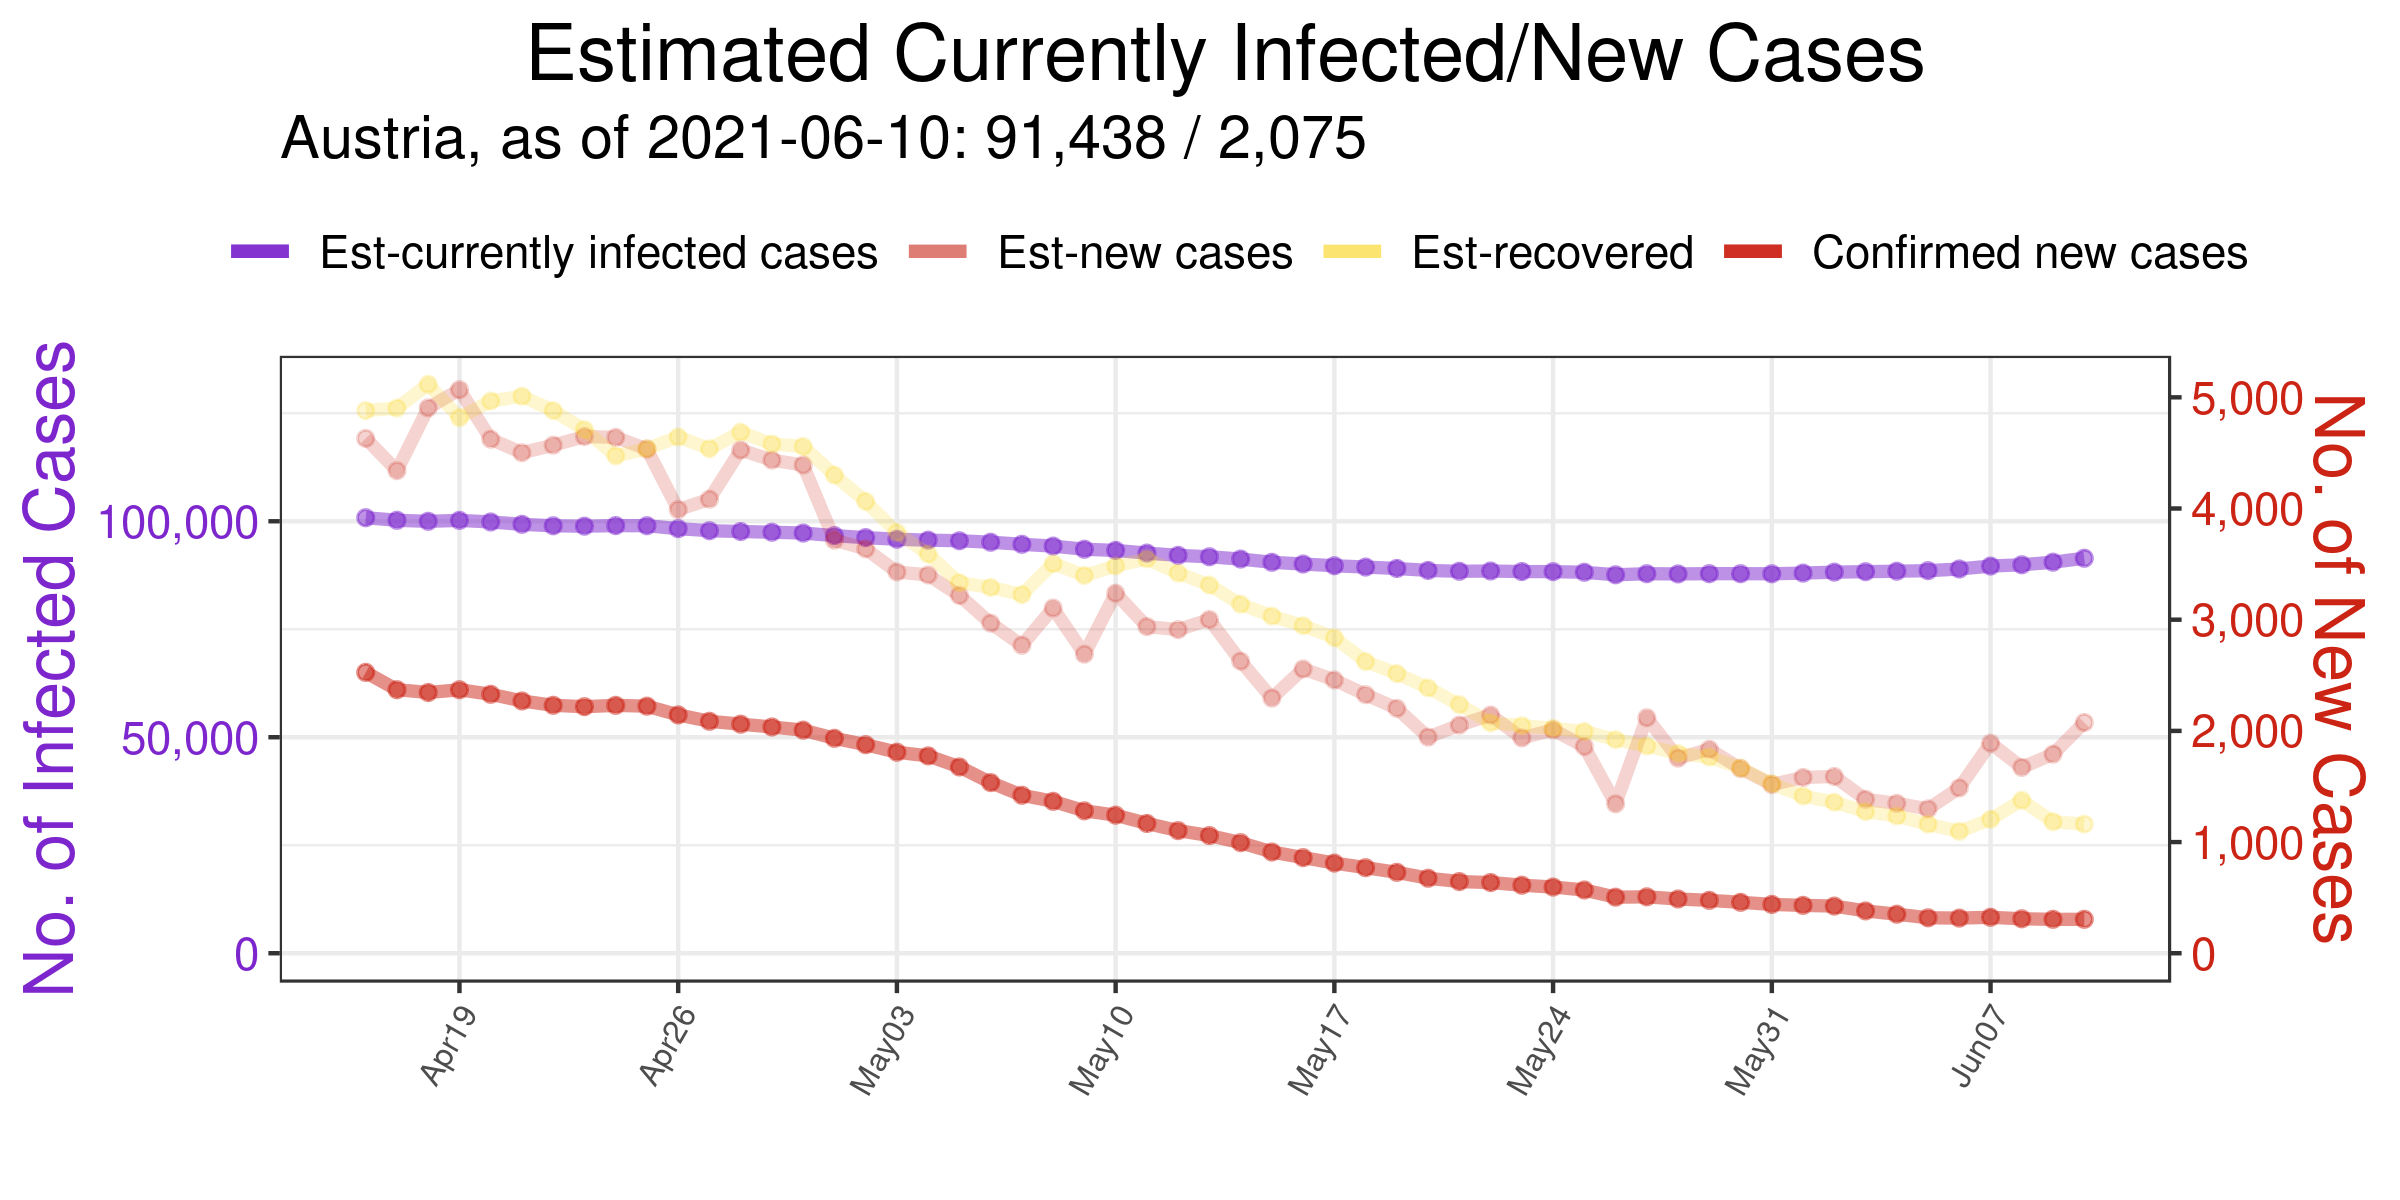 Estimated Currently Infected/New Cases
Austria, as of 2021-06-10: 91,438 / 2,075
Est-currently infected cases Est-new cases Est-recovered Confirmed new cases
No. of Infected Cases
100,000
50,000
0
5,000
4,000
3,000
2,000
1,000
0
No. of New Cases
Apr19 Apr26 May03 May10 May17 May24 May31 Jun07